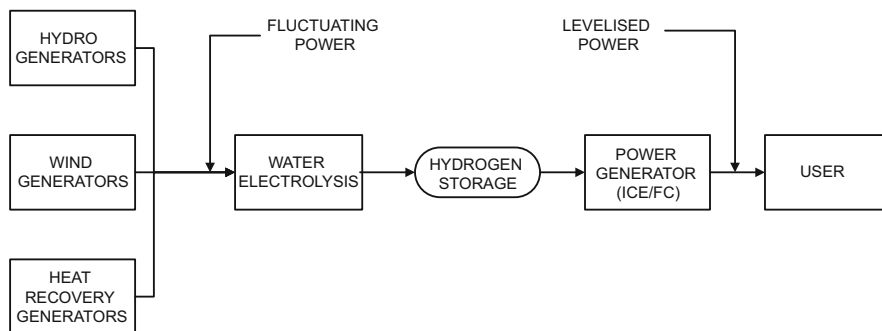 HYDRO
GENERATORS
FLUCTUATING
POWER
LEVELISED
POWER
WIND
GENERATORS
WATER
ELECTROLYSIS
HYDROGEN
STORAGE
POWER
GENERATOR
(ICE/FC)
USER
HEAT
RECOVERY
GENERATORS